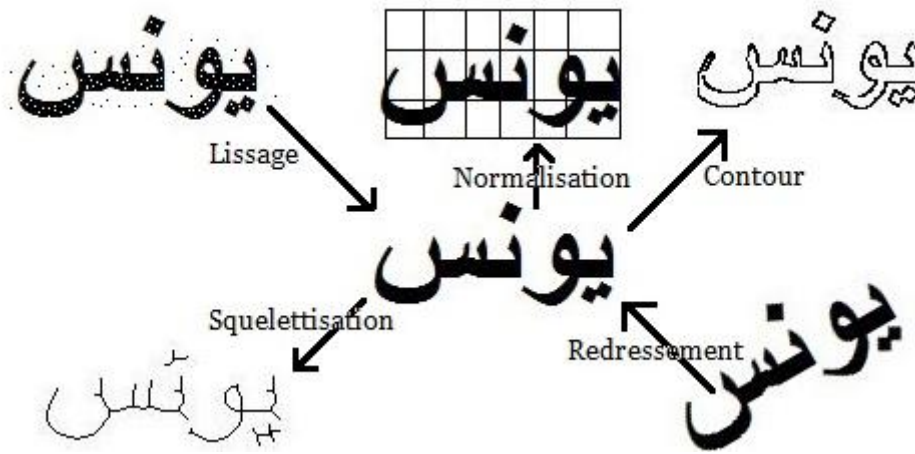 يونس يونس يونس
Lissage
Normalisation
Contour
يونس
Squelettisation
Redressement
يونس
يونس